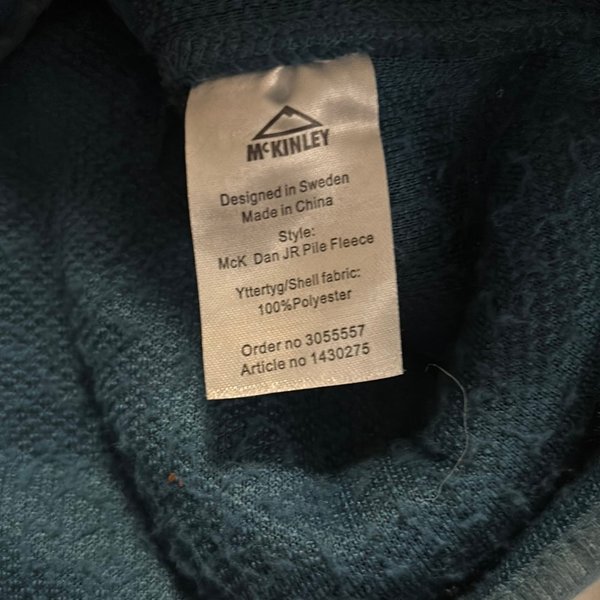 McKINLEY
Designed in Sweden
Made in China
Style:
McK Dan JR Pile Fleece
Yttertyg/Shell fabric:
100%Polyester
Order no 3055557
Article no 1430275